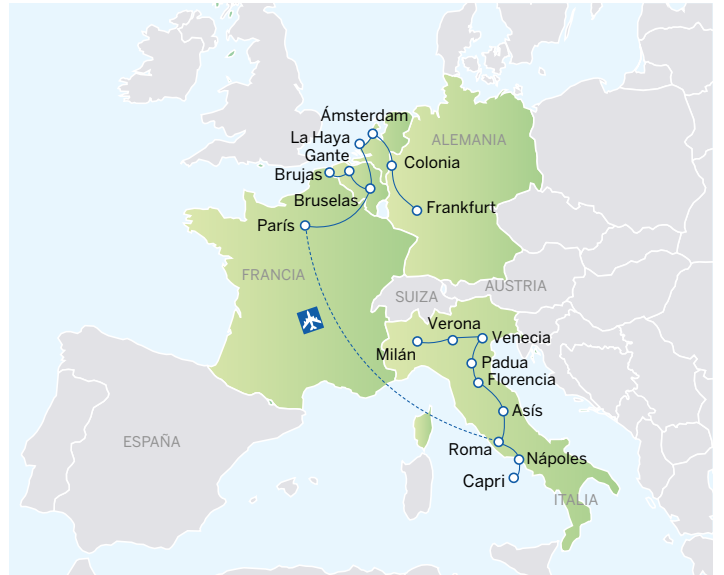 Ámsterdam
La Haya
ALEMANIA
Gante
Colonia
Brujas
Bruselas
Frankfurt
París
FRANCIA
AUSTRIA
SUIZA
Verona
Venecia
Milán
Padua
Florencia
Asís
ESPAÑA
Roma
Nápoles
Capri
ITALIA